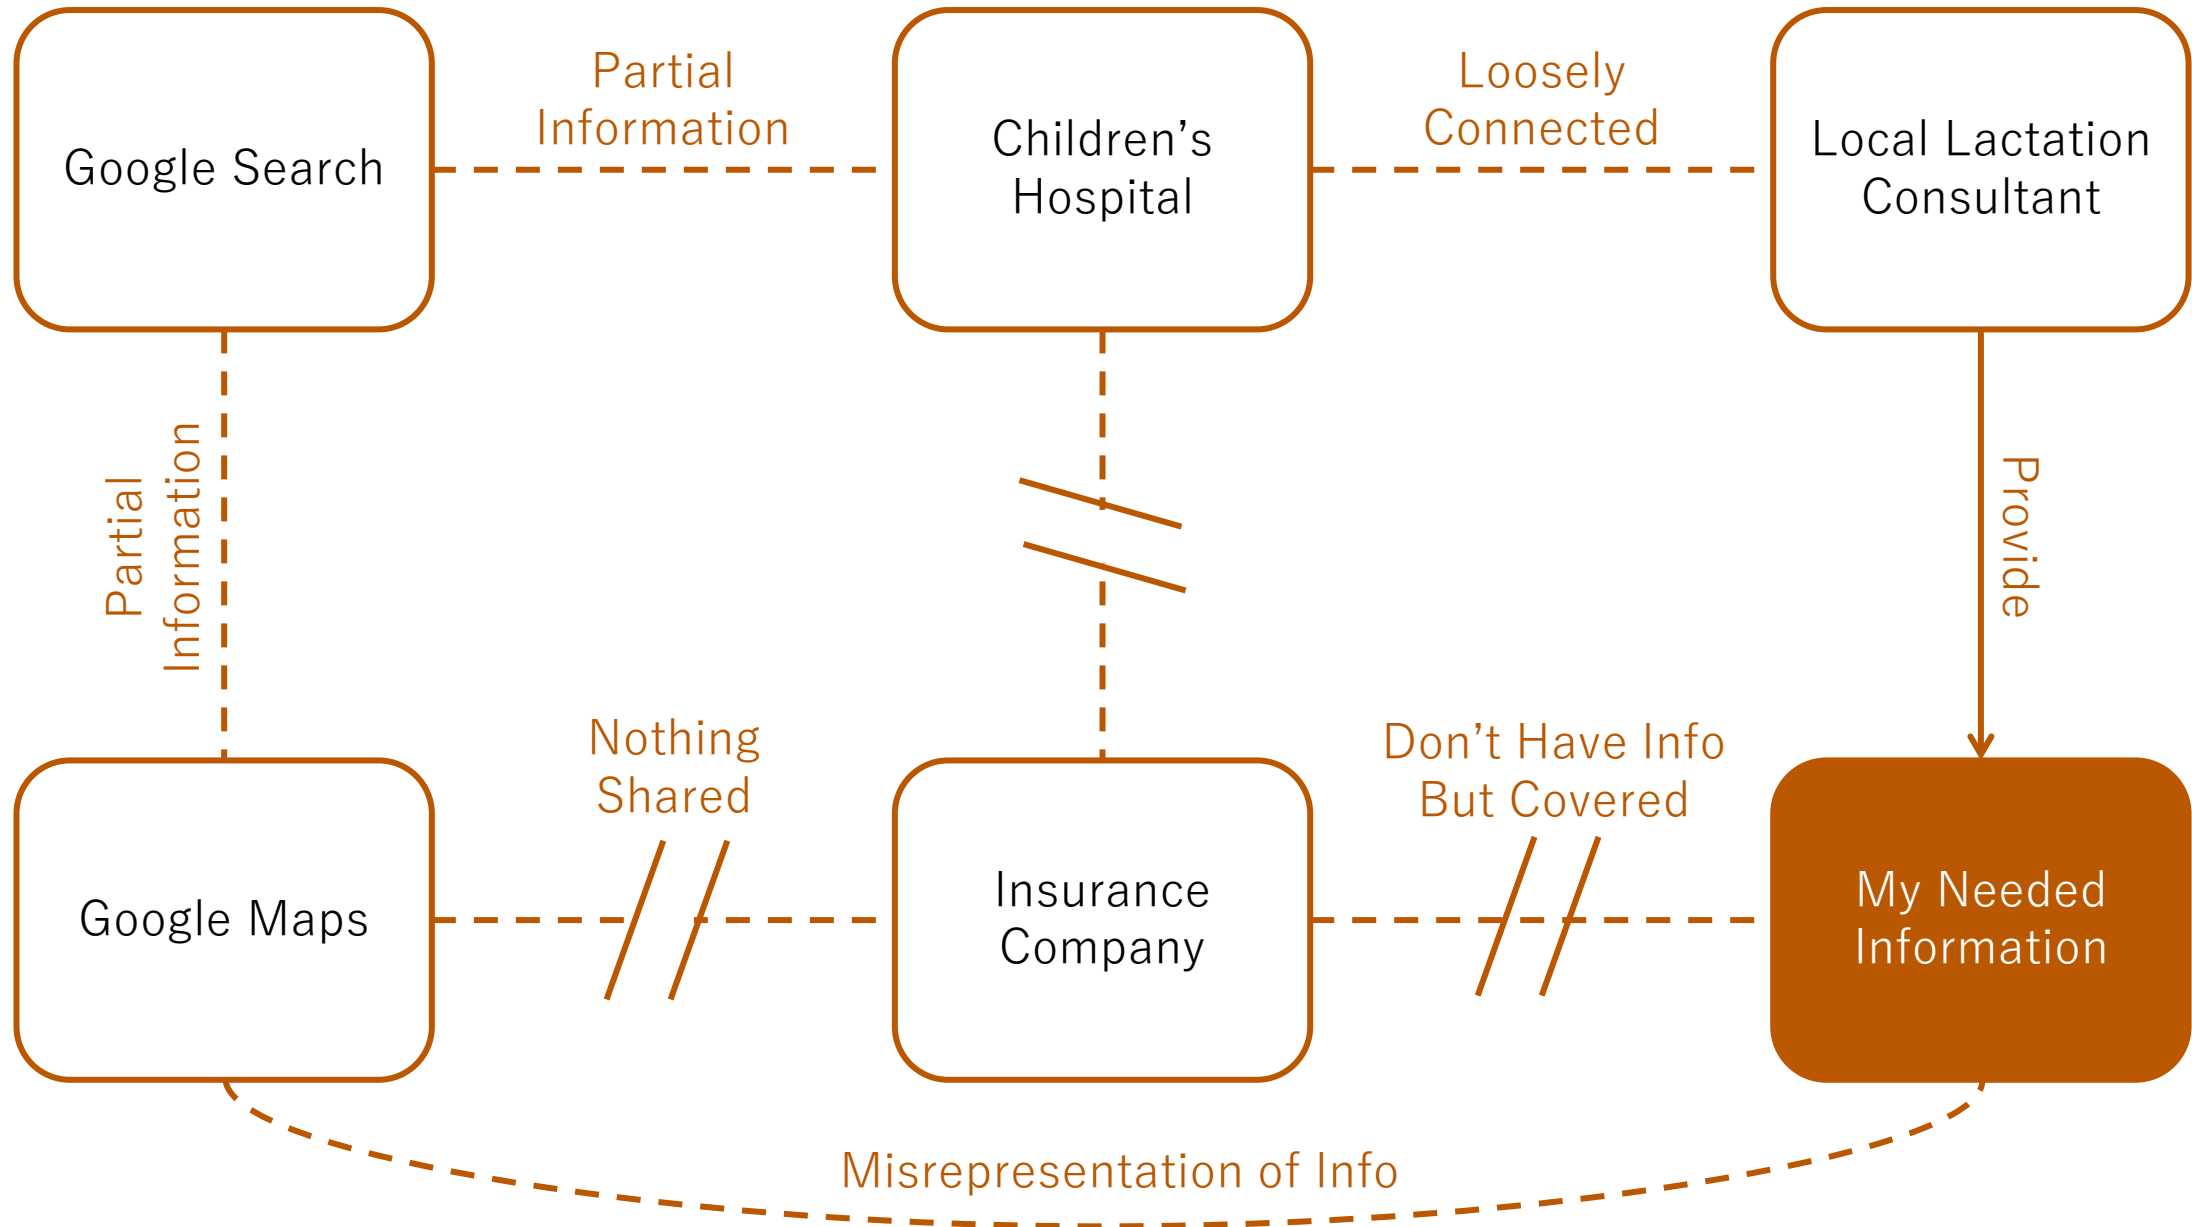 Partial
Information
Loosely
Connected
Google Search
Children’s
Hospital
Local Lactation
Consultant
Partial
Information
Provide
Nothing
Shared
Don’t Have Info
But Covered
Google Maps
Insurance
Company
My Needed
Information
Misrepresentation of Info